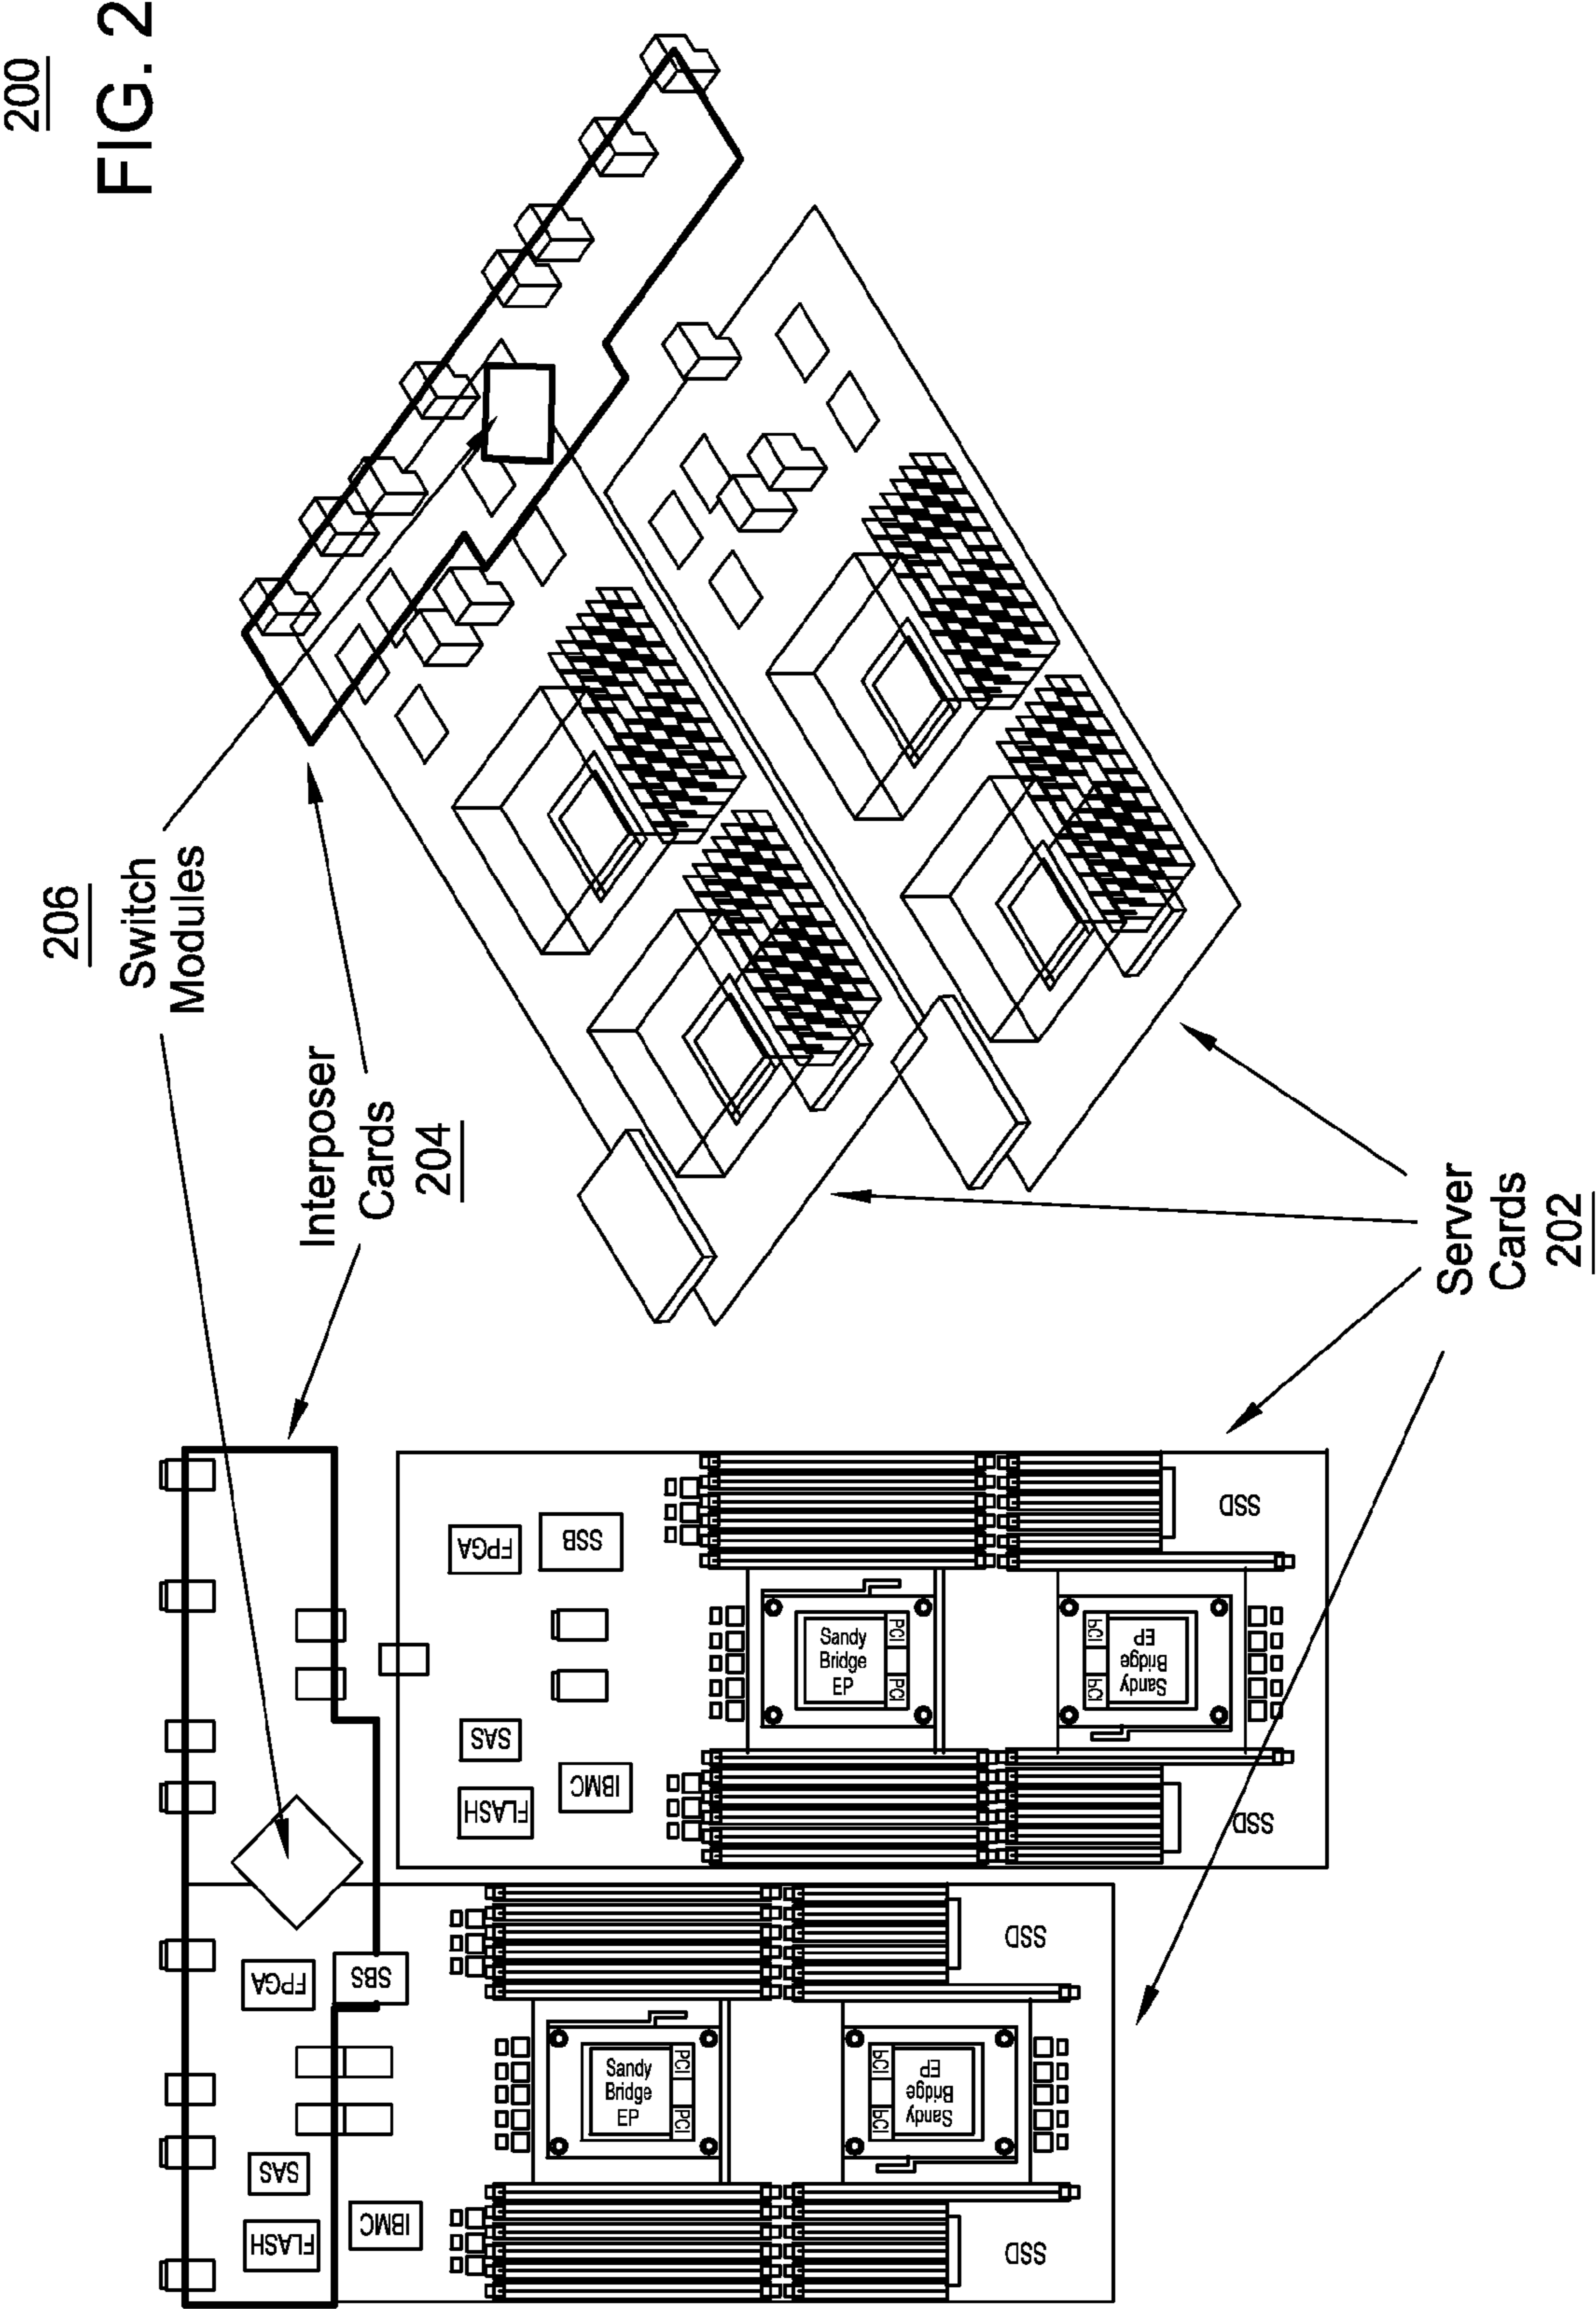 200
FIG. 2
206
Switch
Modules
Interposer
Cards
204
Server
Cards
202
FPGA
SSB
SAS
IBMC
FLASH
Sandy
Bridge
EP
PCI
PCI
PCI
PCI
Sandy
Bridge
EP
SSD
SSD
FPGA
SBS
SAS
IBMC
FLASH
Sandy
Bridge
EP
PCI
PCI
PCI
PCI
Sandy
Bridge
EP
SSD
SSD